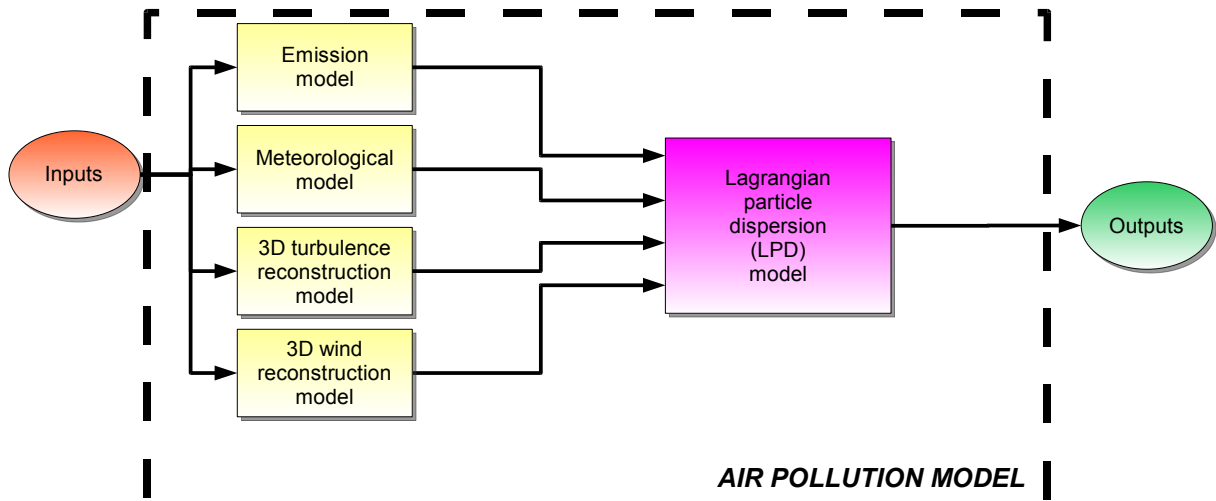 Inputs
Emission
model
Meteorological
model
3D turbulence
reconstruction
model
3D wind
reconstruction
model
Lagrangian
particle
dispersion
(LPD)
model
Outputs
AIR POLLUTION MODEL